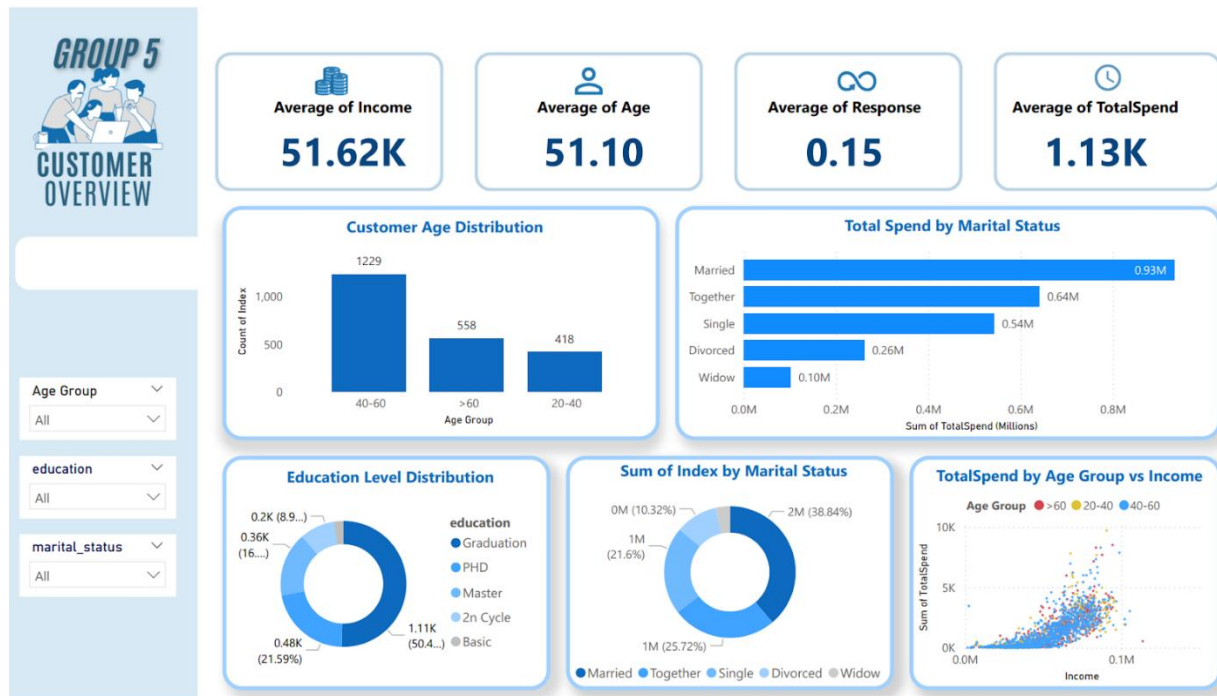 GROUP 5
CUSTOMER
OVERVIEW
Age Group
All
education
All
marital_status
All
Average of Income
51.62K
Average of Age
51.10
Average of Response
0.15
Average of TotalSpend
1.13K
Customer Age Distribution
Count of Index
1,000
500
0
1229
558
418
40-60
>60
20-40
Age Group
Total Spend by Marital Status
Married
0.93M
Together
0.64M
Single
0.54M
Divorced
0.26M
Widow
0.10M
0.0M
0.2M
0.4M
0.6M
0.8M
Sum of TotalSpend (Millions)
Education Level Distribution
0.2K (8.9...)
0.36K
(16....)
0.48K
(21.59%)
1.11K
(50.4...)
education
Graduation
PHD
Master
2n Cycle
Basic
Sum of Index by Marital Status
0M (10.32%)
2M (38.84%)
1M
(21.6%)
1M (25.72%)
Married Together Single Divorced Widow
TotalSpend by Age Group vs Income
Age Group >60 20-40 40-60
Sum of TotalSpend
10K
5K
0K
0.0M
0.1M
Income